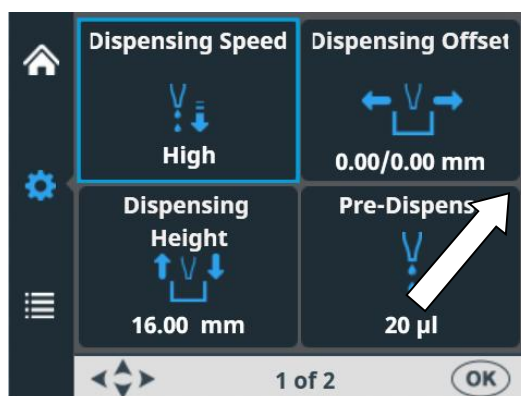 Dispensing Speed
Dispensing Offset
High
0.00/0.00 mm
Dispensing
Height
Pre-Dispens
16.00 mm
20 µl
1 of 2
OK